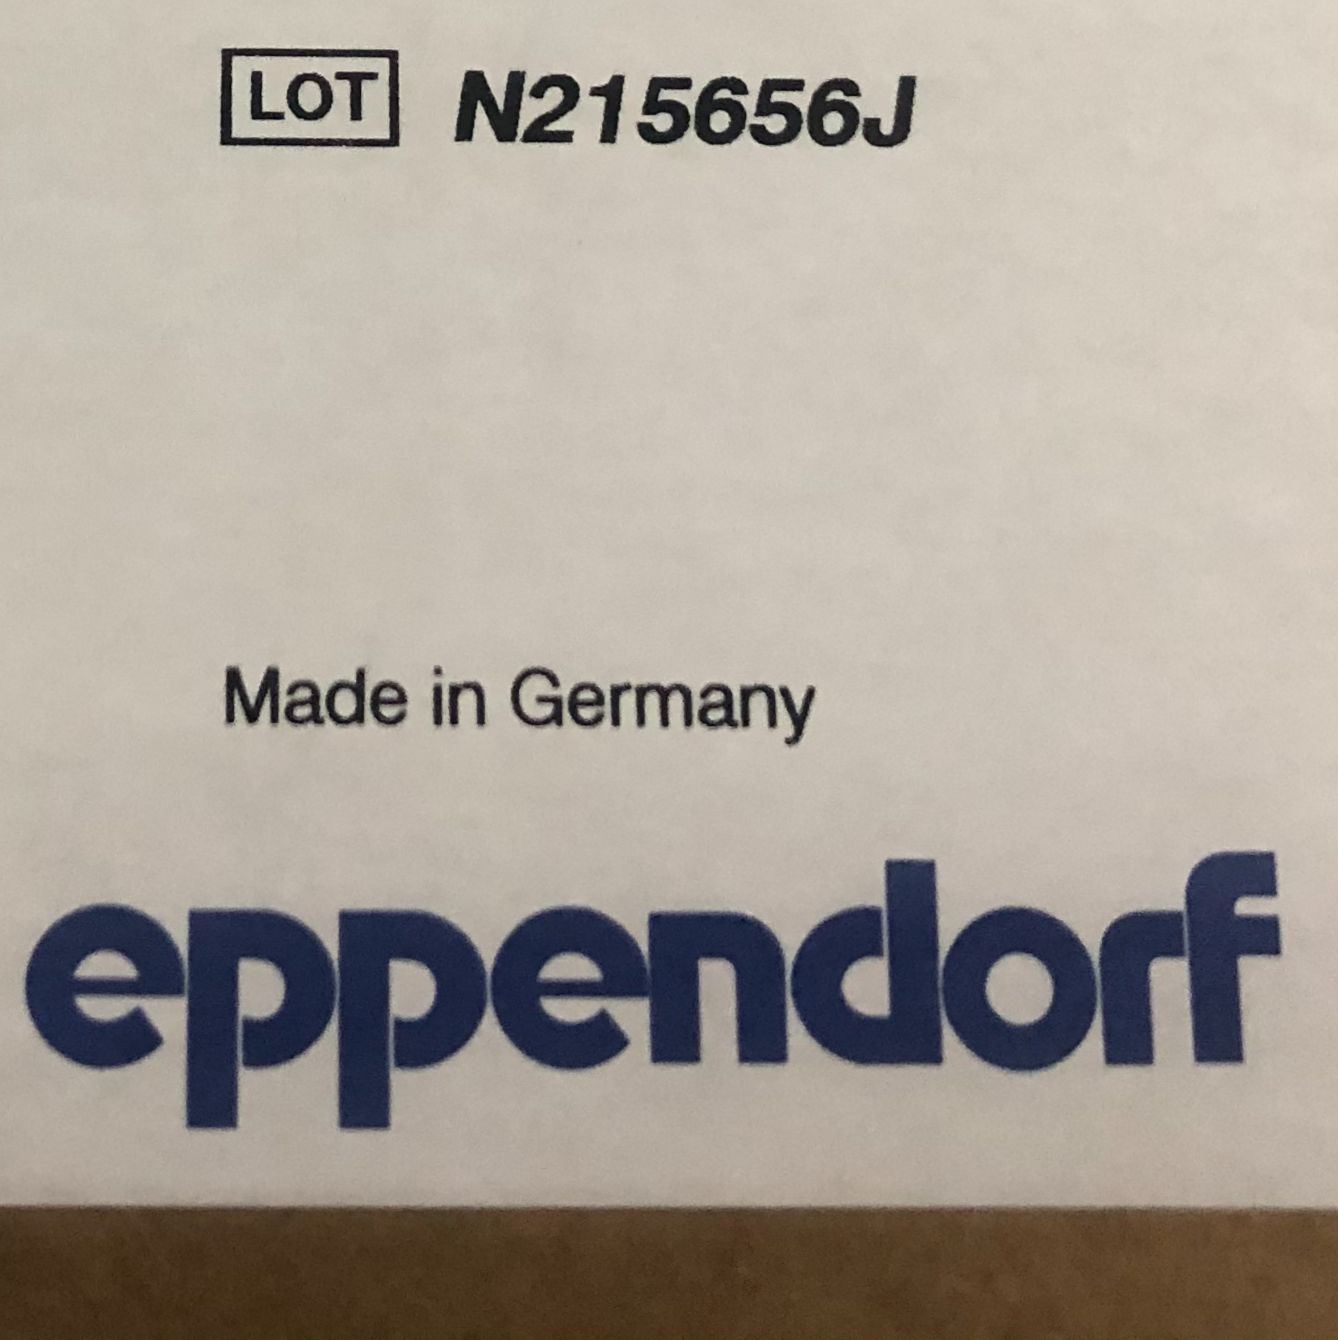 LOT N215656J
Made in Germany
eppendorf